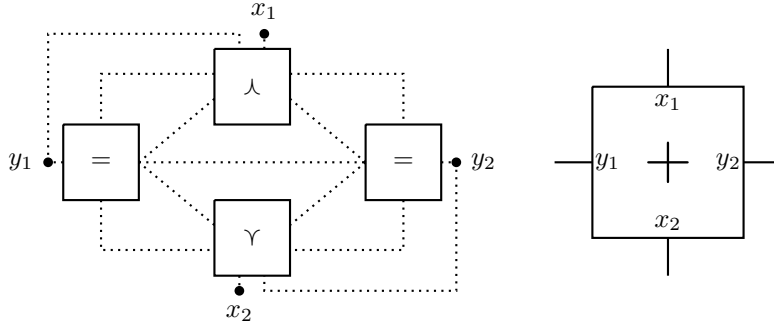 x₁
⋏
y₁ = = y₂
⋎
x₂
x₁
y₁ + y₂
x₂